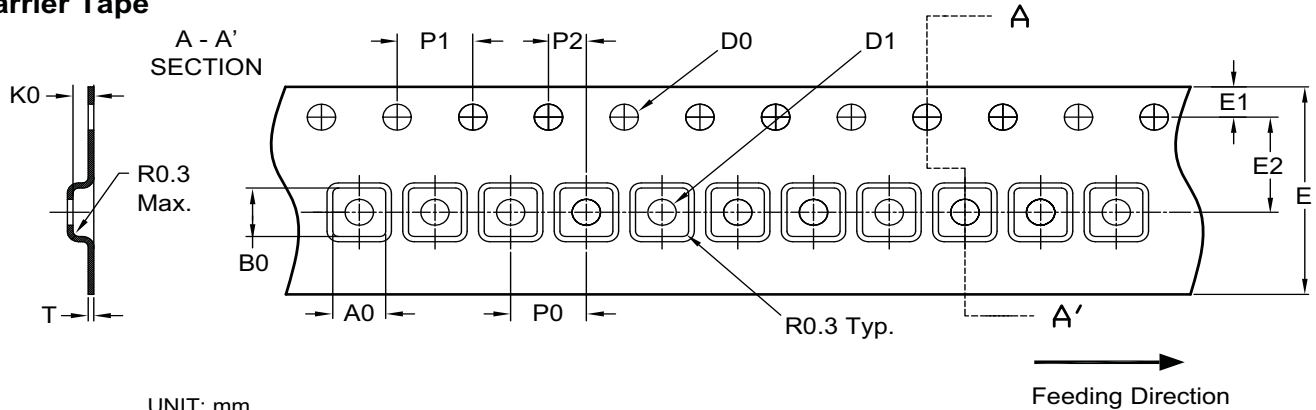 arrier Tape
A - A'
SECTION
P1
P2
D0
D1
A
K0
E1
E2
E
R0.3
Max.
B0
T
A0
P0
R0.3 Typ.
A'
Feeding Direction
UNIT: mm